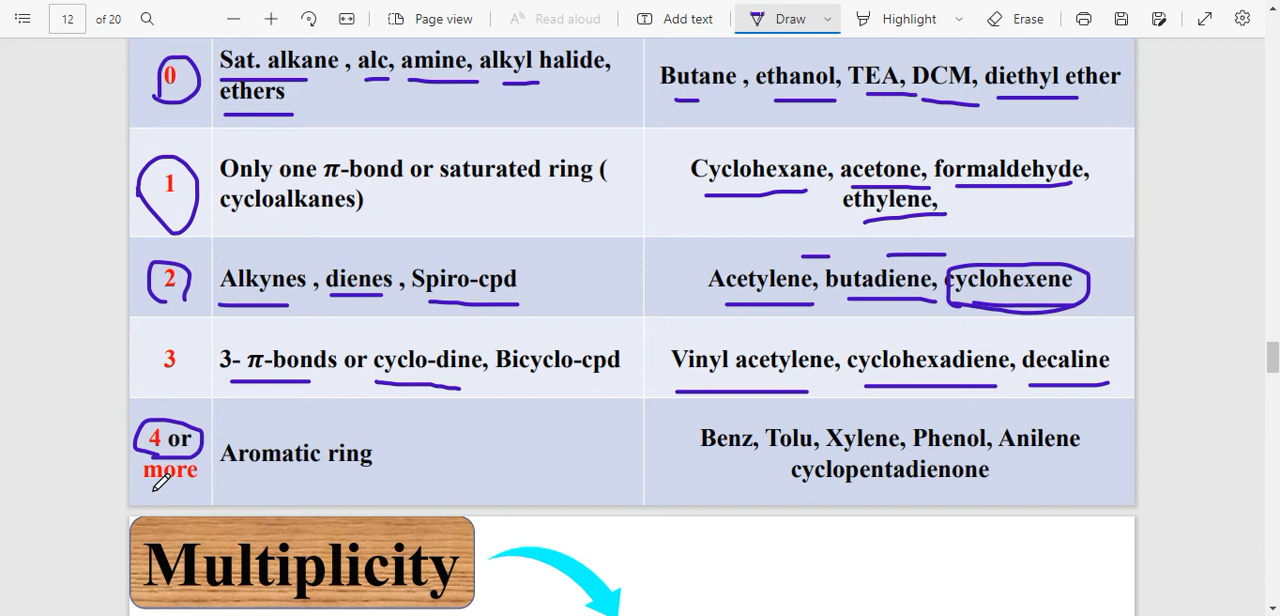 12 of 20 Page view Read aloud Add text Draw Highlight Erase
0 Sat. alkane , alc, amine, alkyl halide,
ethers
Butane , ethanol, TEA, DCM, diethyl ether
1 Only one π-bond or saturated ring (
cycloalkanes)
Cyclohexane, acetone, formaldehyde,
ethylene,
2 Alkynes , dienes , Spiro-cpd
Acetylene, butadiene, cyclohexene
3 3- π-bonds or cyclo-dine, Bicyclo-cpd
Vinyl acetylene, cyclohexadiene, decaline
4 or
more
Aromatic ring
Benz, Tolu, Xylene, Phenol, Anilene
cyclopentadienone
Multiplicity